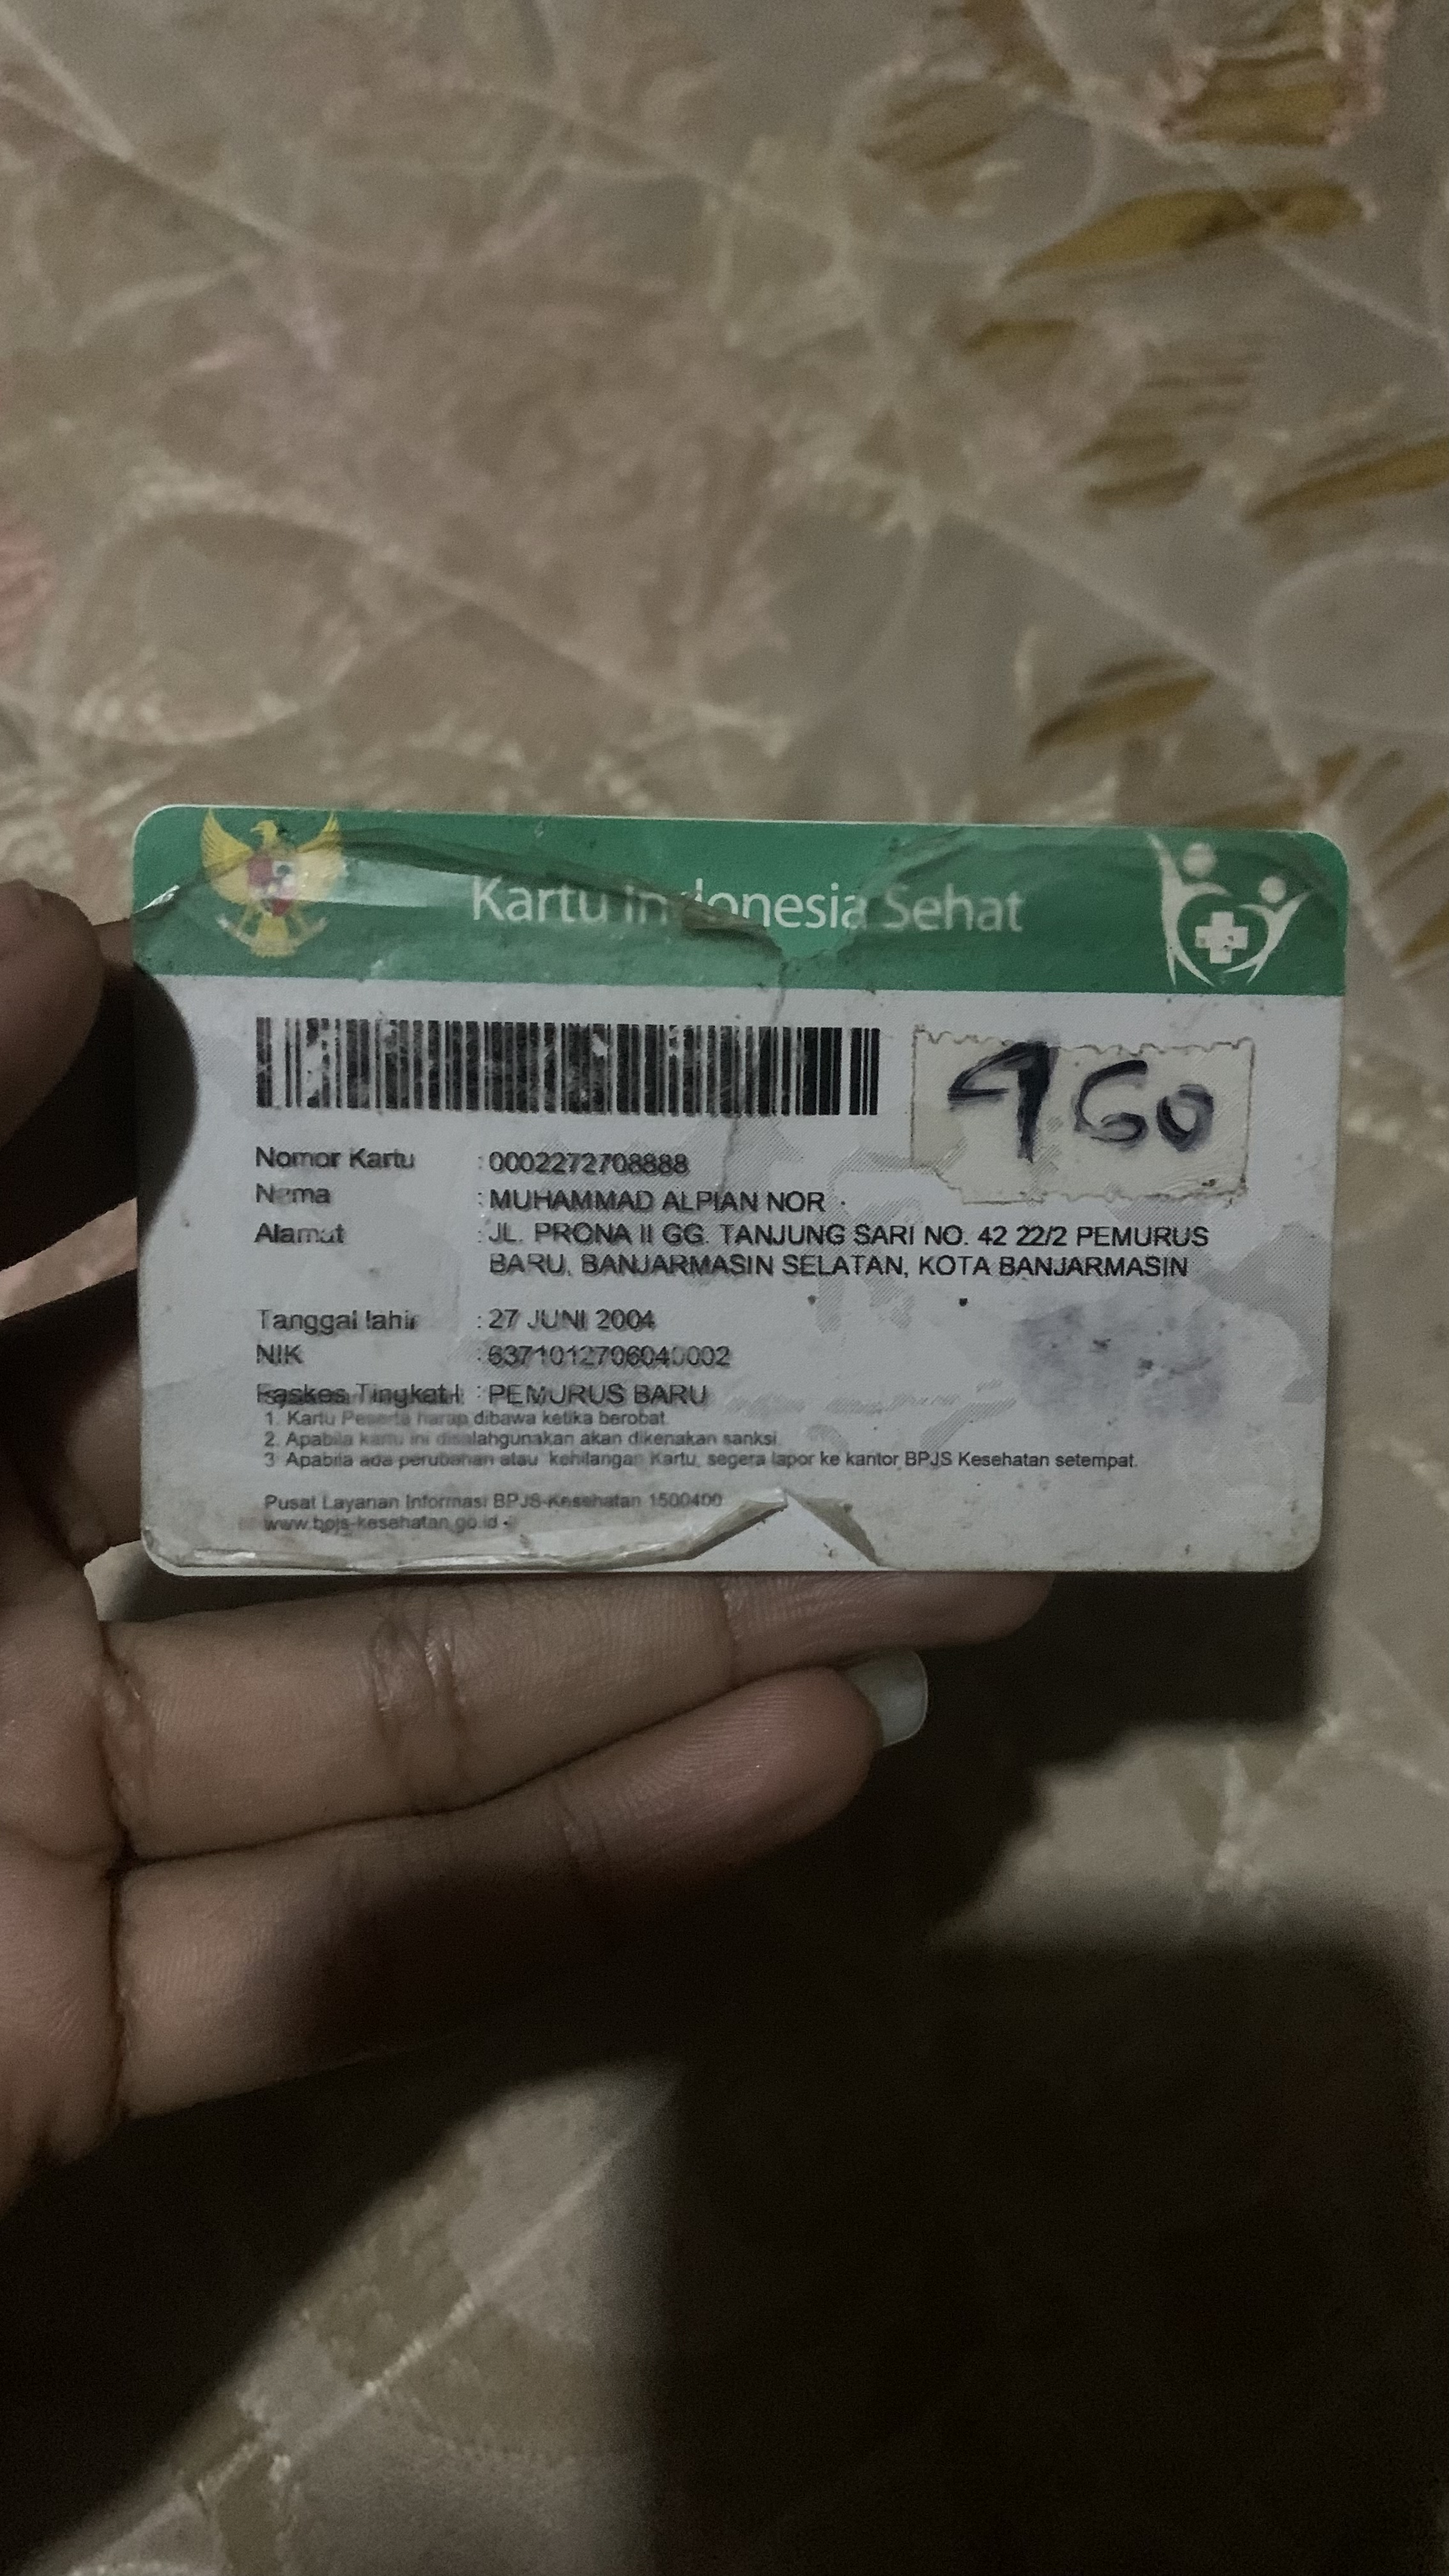 Kartu Indonesia Sehat
960
Nomor Kartu : 0002272708888
Nama : MUHAMMAD ALPIAN NOR
Alamat : JL. PRONA II GG. TANJUNG SARI NO. 42 22/2 PEMURUS
BARU, BANJARMASIN SELATAN, KOTA BANJARMASIN
Tanggal lahir : 27 JUNI 2004
NIK : 6371012706040002
Faskes Tingkat I : PEMURUS BARU
1. Kartu Peserta harap dibawa ketika berobat.
2. Apabila kartu ini disalahgunakan akan dikenakan sanksi.
3 Apabila ada perubahan atau kehilangan Kartu, segera lapor ke kantor BPJS Kesehatan setempat.
Pusat Layanan Informasi BPJS-Kesehatan 1500400
www.bpjs-kesehatan.go.id